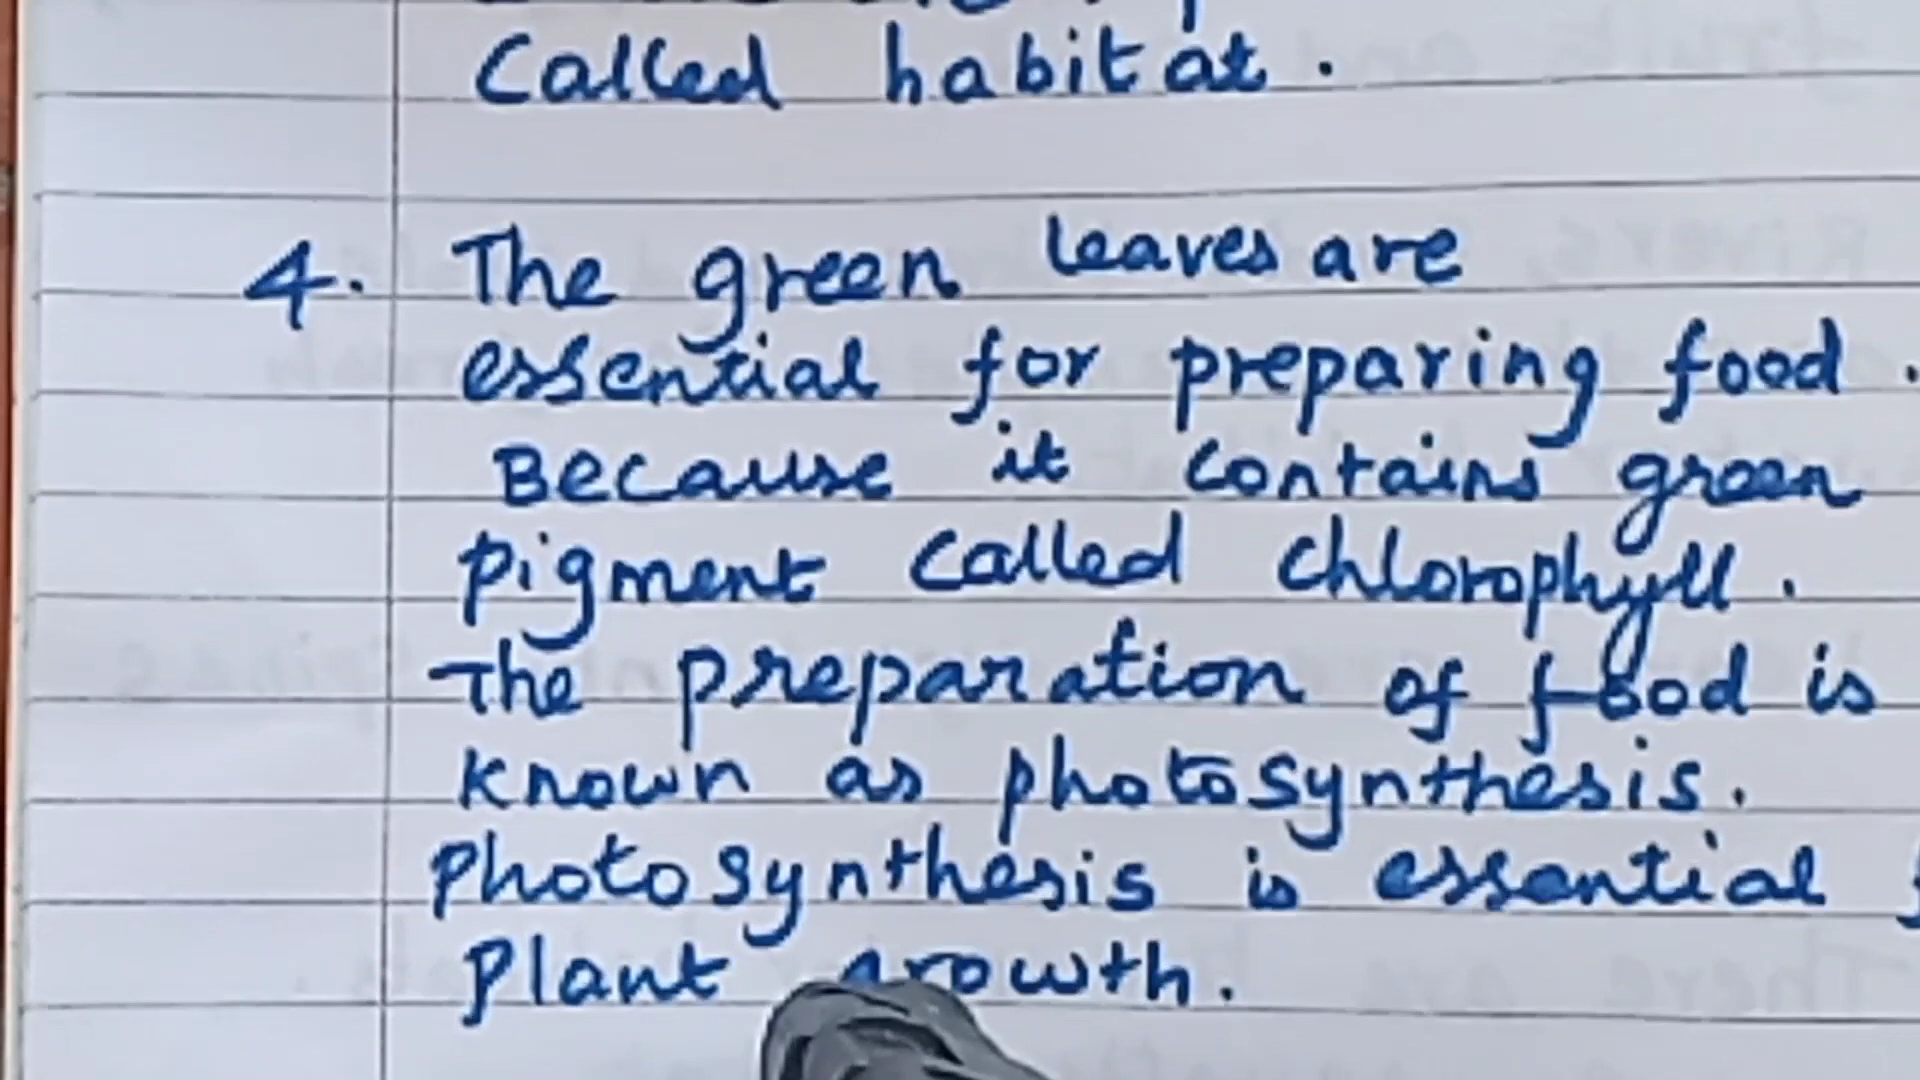 Called habitat.
4. The green leaves are
essential for preparing food.
Because it contains green
pigment called chlorophyll.
The preparation of food is
known as photosynthesis.
Photosynthesis is essential
plant growth.